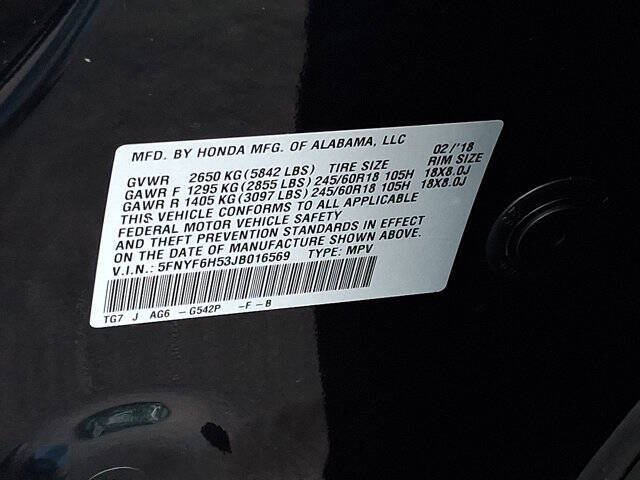 MFD. BY HONDA MFG. OF ALABAMA, LLC 02/'18
GVWR 2650 KG (5842 LBS) TIRE SIZE RIM SIZE
GAWR F 1295 KG (2855 LBS) 245/60R18 105H 18X8.0J
GAWR R 1405 KG (3097 LBS) 245/60R18 105H 18X8.0J
THIS VEHICLE CONFORMS TO ALL APPLICABLE
FEDERAL MOTOR VEHICLE SAFETY
AND THEFT PREVENTION STANDARDS IN EFFECT
ON THE DATE OF MANUFACTURE SHOWN ABOVE.
V.I.N.: 5FNYF6H53JB016569 TYPE: MPV
TG7 J AG6 -G542P -F-B